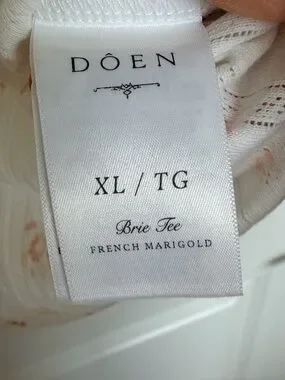 DÔEN
XL / TG
Brie Tee
FRENCH MARIGOLD